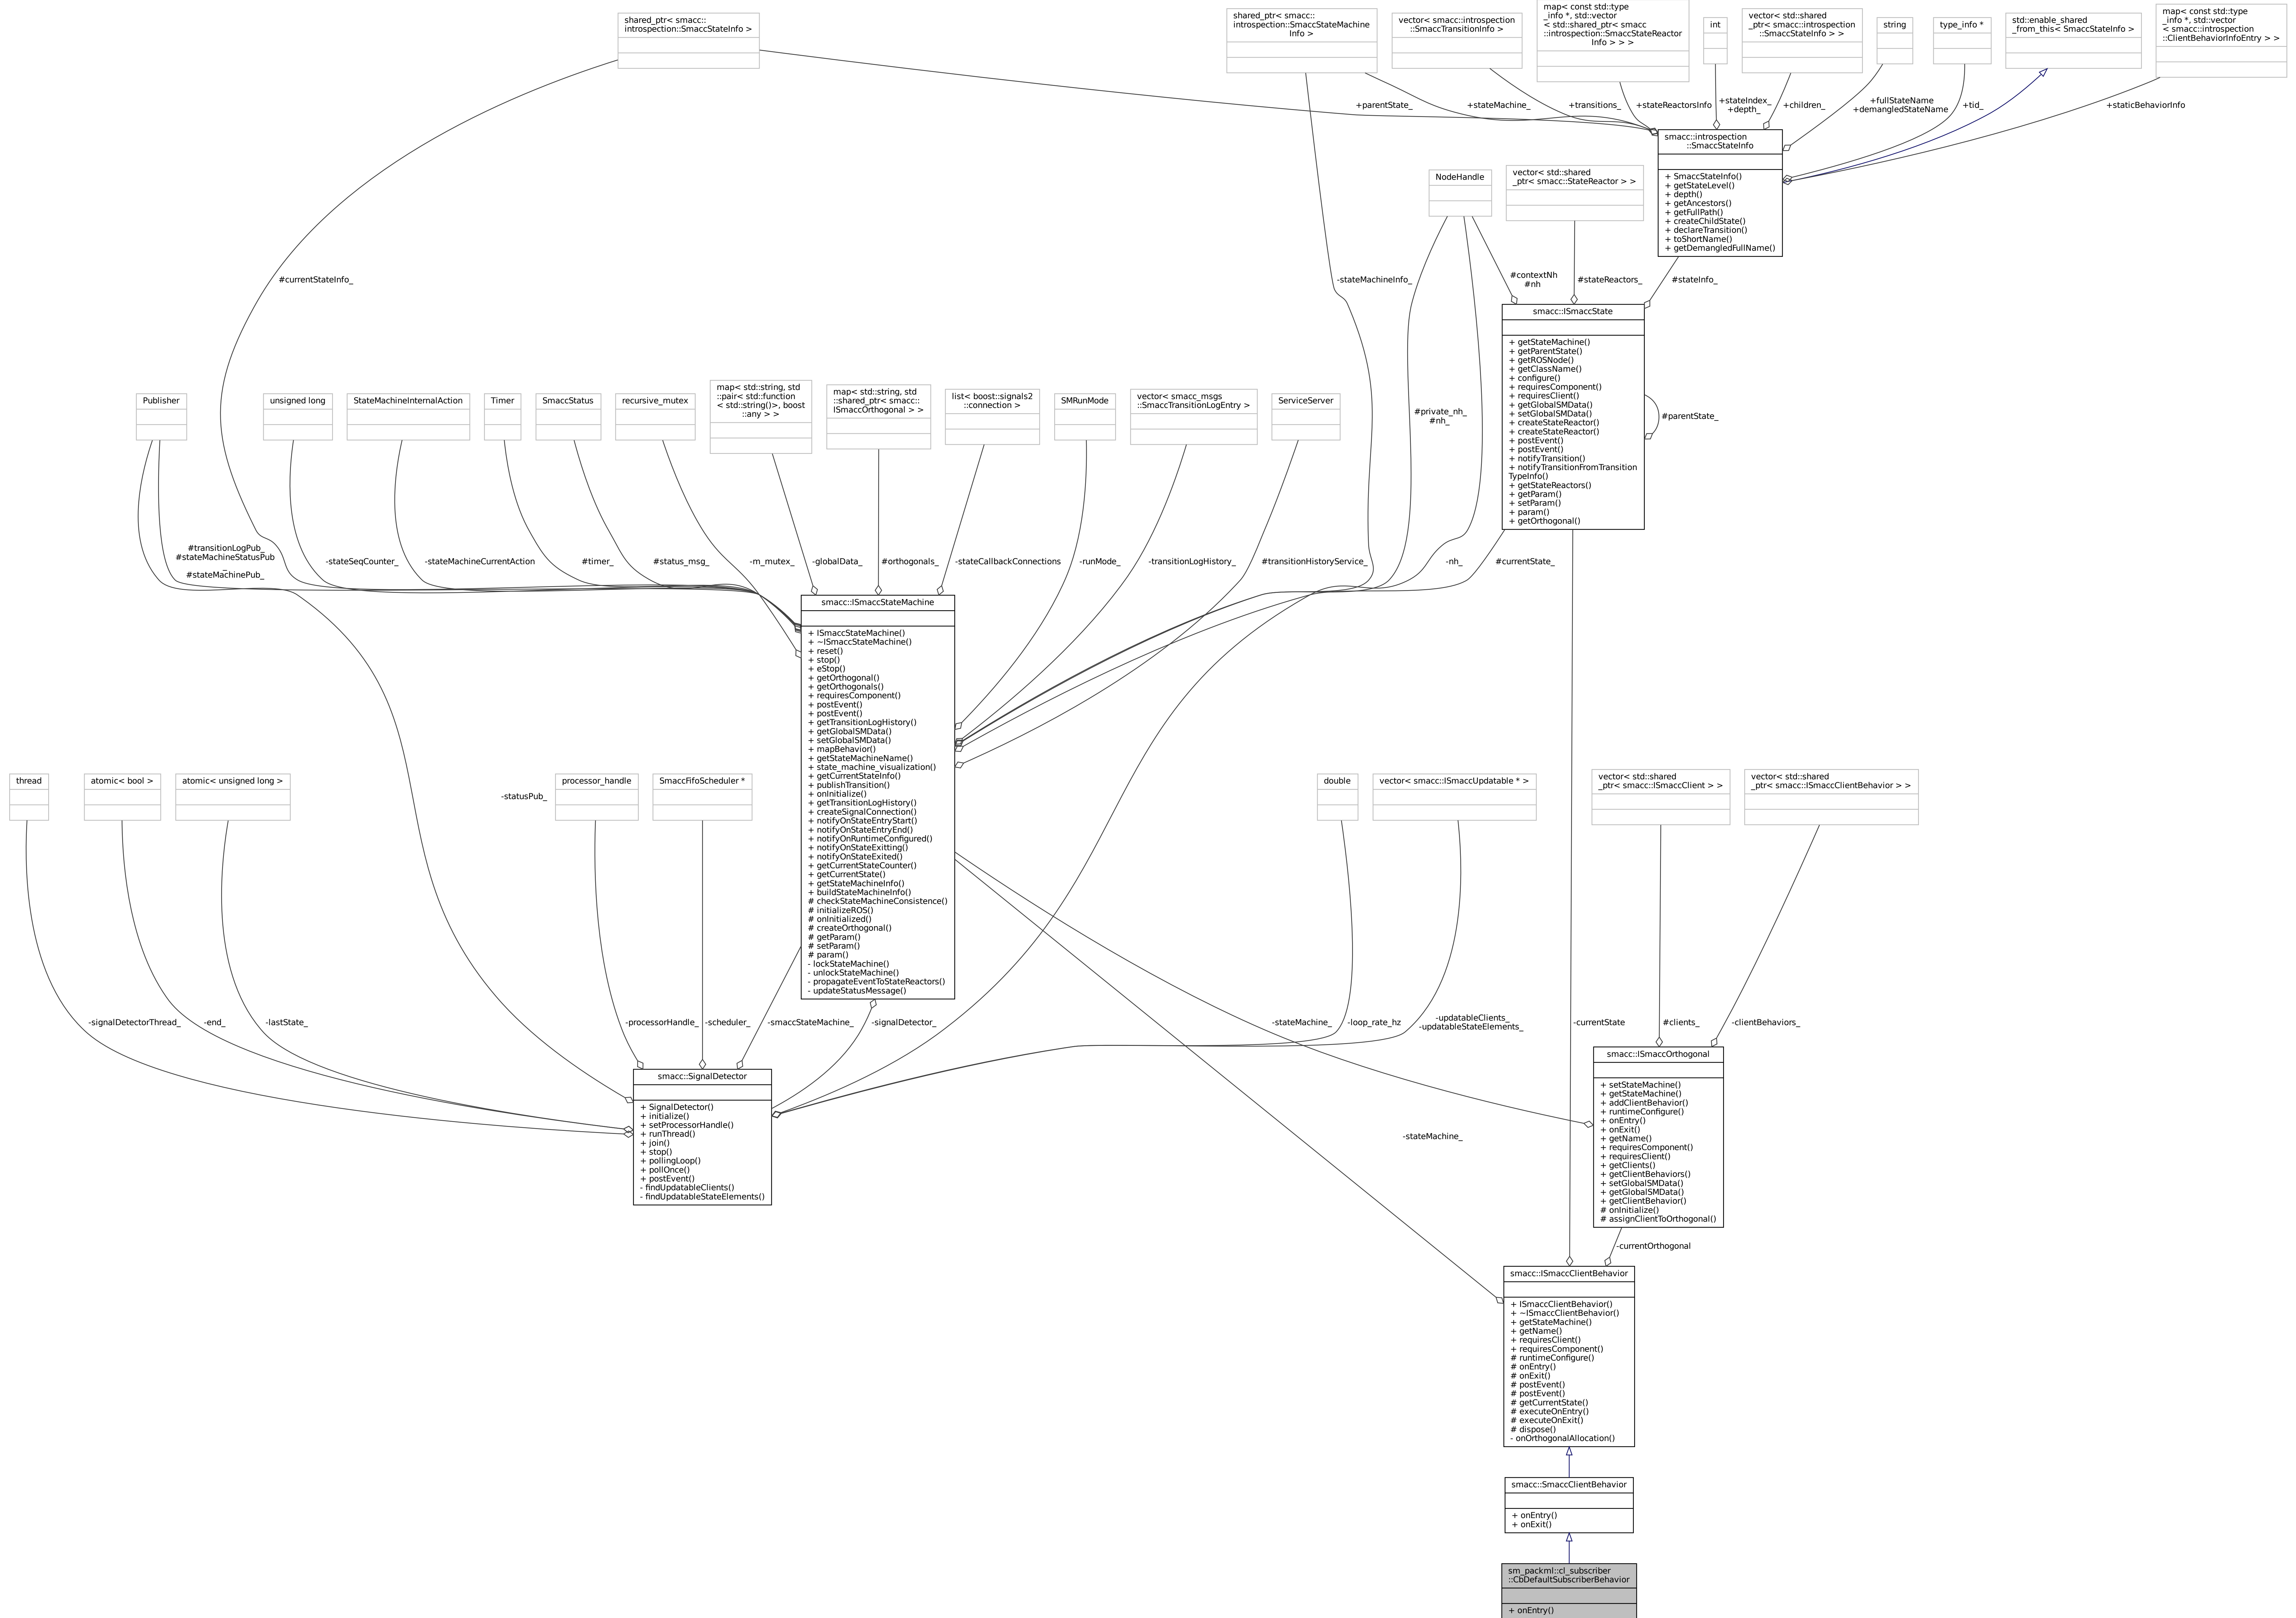 shared_ptr< smacc::
introspection::SmaccStateInfo >
shared_ptr< smacc::
introspection::SmaccStateMachine
Info >
vector< smacc::introspection
::SmaccTransitionInfo >
map< const std::type
_info *, std::vector
< std::shared_ptr< smacc
::introspection::SmaccStateReactor
Info > > >
int
vector< std::shared
_ptr< smacc::introspection
::SmaccStateInfo > >
string
type_info *
std::enable_shared
_from_this< SmaccStateInfo >
map< const std::type
_info *, std::vector
< smacc::introspection
::ClientBehaviorInfoEntry > >
+parentState_
+stateMachine_
+transitions_
+stateReactorsInfo
+stateIndex_
+depth_
+children_
+fullStateName
+demangledStateName
+tid_
+staticBehaviorInfo
smacc::introspection
::SmaccStateInfo
+ SmaccStateInfo()
+ getStateLevel()
+ depth()
+ getAncestors()
+ getFullPath()
+ createChildState()
+ declareTransition()
+ toShortName()
+ getDemangledFullName()
NodeHandle
vector< std::shared
_ptr< smacc::StateReactor > >
#currentStateInfo_
-stateMachineInfo_
#contextNh
#nh
#stateReactors_
#stateInfo_
smacc::ISmaccState
+ getStateMachine()
+ getParentState()
+ getROSNode()
+ getClassName()
+ configure()
+ requiresComponent()
+ requiresClient()
+ getGlobalSMData()
+ setGlobalSMData()
+ createStateReactor()
+ createStateReactor()
+ postEvent()
+ postEvent()
+ notifyTransition()
+ notifyTransitionFromTransition
TypeInfo()
+ getStateReactors()
+ getParam()
+ setParam()
+ param()
+ getOrthogonal()
#parentState_
Publisher
unsigned long
StateMachineInternalAction
Timer
SmaccStatus
recursive_mutex
map< std::string, std
::pair< std::function
< std::string()>, boost
::any > >
map< std::string, std
::shared_ptr< smacc::
ISmaccOrthogonal > >
list< boost::signals2
::connection >
SMRunMode
vector< smacc_msgs
::SmaccTransitionLogEntry >
ServiceServer
#private_nh_
#nh_
#transitionLogPub_
#stateMachineStatusPub
_
#stateMachinePub_
-stateSeqCounter_
-stateMachineCurrentAction
#timer_
#status_msg_
-m_mutex_
-globalData_
#orthogonals_
-stateCallbackConnections
-runMode_
-transitionLogHistory_
#transitionHistoryService_
-nh_
#currentState_
smacc::ISmaccStateMachine
+ ISmaccStateMachine()
+ ~ISmaccStateMachine()
+ reset()
+ stop()
+ eStop()
+ getOrthogonal()
+ getOrthogonals()
+ requiresComponent()
+ postEvent()
+ postEvent()
+ getTransitionLogHistory()
+ getGlobalSMData()
+ setGlobalSMData()
+ mapBehavior()
+ getStateMachineName()
+ state_machine_visualization()
+ getCurrentStateInfo()
+ publishTransition()
+ onInitialize()
+ getTransitionLogHistory()
+ createSignalConnection()
+ notifyOnStateEntryStart()
+ notifyOnStateEntryEnd()
+ notifyOnRuntimeConfigured()
+ notifyOnStateExitting()
+ notifyOnStateExited()
+ getCurrentStateCounter()
+ getCurrentState()
+ getStateMachineInfo()
+ buildStateMachineInfo()
# checkStateMachineConsistence()
# initializeROS()
# onInitialized()
# createOrthogonal()
# getParam()
# setParam()
# param()
- lockStateMachine()
- unlockStateMachine()
- propagateEventToStateReactors()
- updateStatusMessage()
thread
atomic< bool >
atomic< unsigned long >
-statusPub_
processor_handle
SmaccFifoScheduler *
double
vector< smacc::ISmaccUpdatable * >
vector< std::shared
_ptr< smacc::ISmaccClient > >
vector< std::shared
_ptr< smacc::ISmaccClientBehavior > >
-signalDetectorThread_
-end_
-lastState_
-processorHandle_
-scheduler_
-smaccStateMachine_
-signalDetector_
-stateMachine_
-loop_rate_hz
-updatableClients_
-updatableStateElements_
-currentState
#clients_
-clientBehaviors_
smacc::SignalDetector
+ SignalDetector()
+ initialize()
+ setProcessorHandle()
+ runThread()
+ join()
+ stop()
+ pollingLoop()
+ pollOnce()
+ postEvent()
- findUpdatableClients()
- findUpdatableStateElements()
smacc::ISmaccOrthogonal
+ setStateMachine()
+ getStateMachine()
+ addClientBehavior()
+ runtimeConfigure()
+ onEntry()
+ onExit()
+ getName()
+ requiresComponent()
+ requiresClient()
+ getClients()
+ getClientBehaviors()
+ setGlobalSMData()
+ getGlobalSMData()
+ getClientBehavior()
# onInitialize()
# assignClientToOrthogonal()
-stateMachine_
-currentOrthogonal
smacc::ISmaccClientBehavior
+ ISmaccClientBehavior()
+ ~ISmaccClientBehavior()
+ getStateMachine()
+ getName()
+ requiresClient()
+ requiresComponent()
# runtimeConfigure()
# onEntry()
# onExit()
# postEvent()
# postEvent()
# getCurrentState()
# executeOnEntry()
# executeOnExit()
# dispose()
- onOrthogonalAllocation()
smacc::SmaccClientBehavior
+ onEntry()
+ onExit()
sm_packml::cl_subscriber
::CbDefaultSubscriberBehavior
+ onEntry()